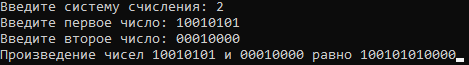 Введите систему счисления: 2
Введите первое число: 10010101
Введите второе число: 00010000
Произведение чисел 10010101 и 00010000 равно 100101010000